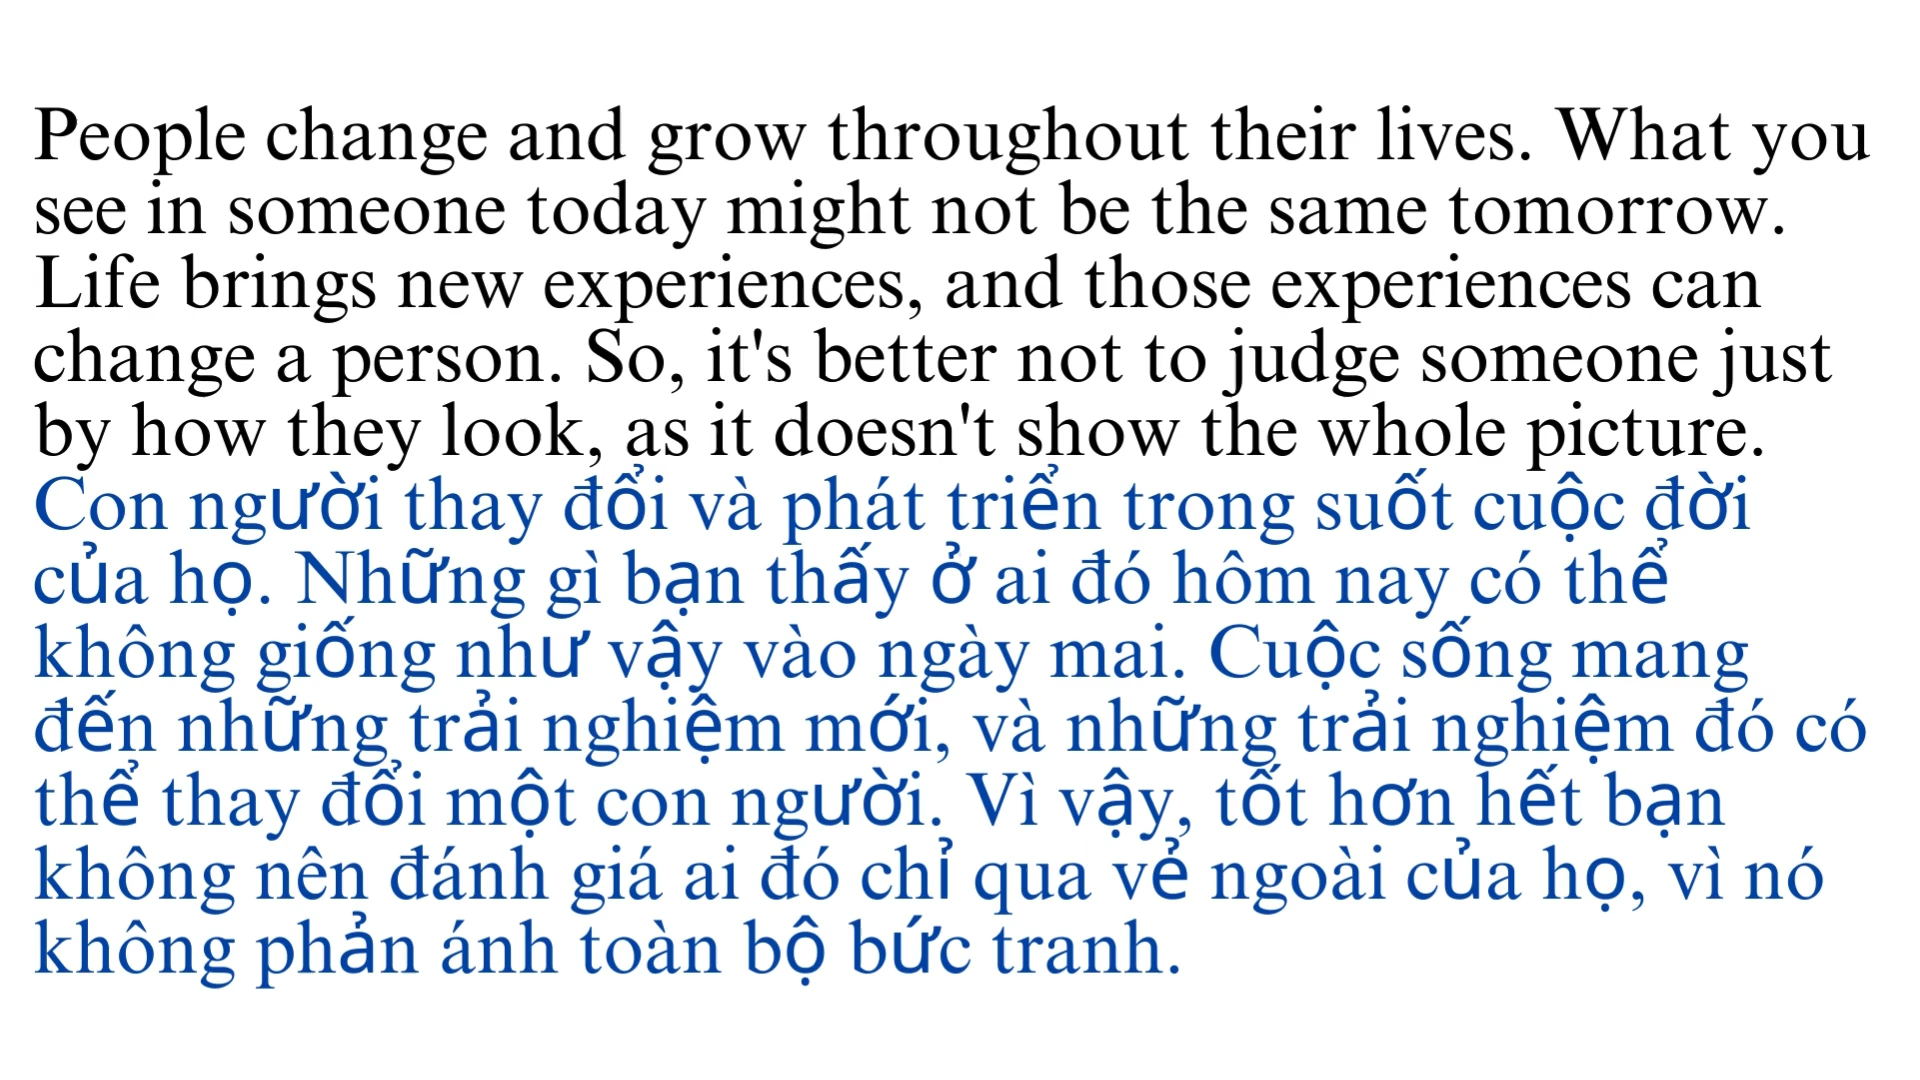 People change and grow throughout their lives. What you
see in someone today might not be the same tomorrow.
Life brings new experiences, and those experiences can
change a person. So, it's better not to judge someone just
by how they look, as it doesn't show the whole picture.
Con người thay đổi và phát triển trong suốt cuộc đời
của họ. Những gì bạn thấy ở ai đó hôm nay có thể
không giống như vậy vào ngày mai. Cuộc sống mang
đến những trải nghiệm mới, và những trải nghiệm đó có
thể thay đổi một con người. Vì vậy, tốt hơn hết bạn
không nên đánh giá ai đó chỉ qua vẻ ngoài của họ, vì nó
không phản ánh toàn bộ bức tranh.